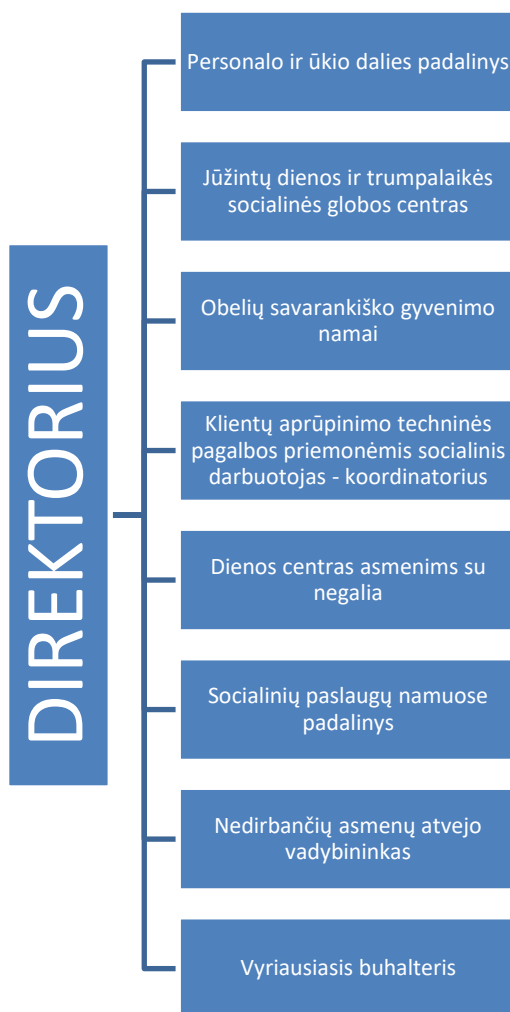 DIREKTORIUS
Personalo ir ūkio dalies padalinys
Jūžintų dienos ir trumpalaikės
socialinės globos centras
Obelių savarankiško gyvenimo
namai
Klientų aprūpinimo techninės
pagalbos priemonėmis socialinis
darbuotojas - koordinatorius
Dienos centras asmenims su
negalia
Socialinių paslaugų namuose
padalinys
Nedirbančių asmenų atvejo
vadybininkas
Vyriausiasis buhalteris